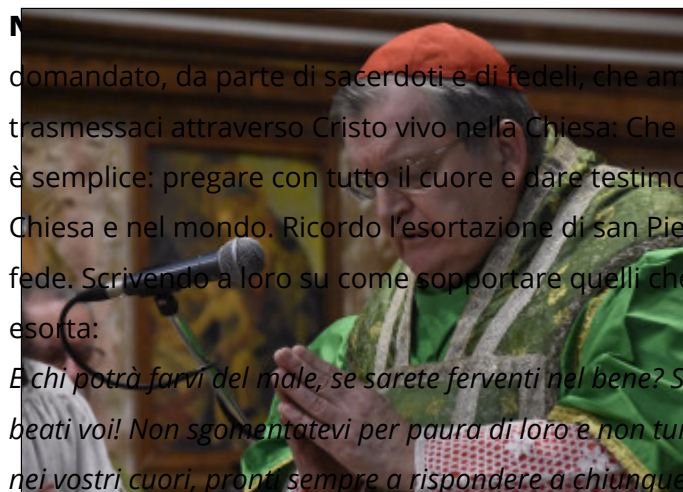 N
domandato, da parte di sacerdoti e di fedeli, che am
trasmessaci attraverso Cristo vivo nella Chiesa: Che
è semplice: pregare con tutto il cuore e dare testimo
Chiesa e nel mondo. Ricordo l’esortazione di san Pie
fede. Scrivendo a loro su come sopportare quelli che
esorta:
E chi potrà farvi del male, se sarete ferventi nel bene? S
beati voi! Non sgomentatevi per paura di loro e non tur
nei vostri cuori, pronti sempre a rispondere a chiunque